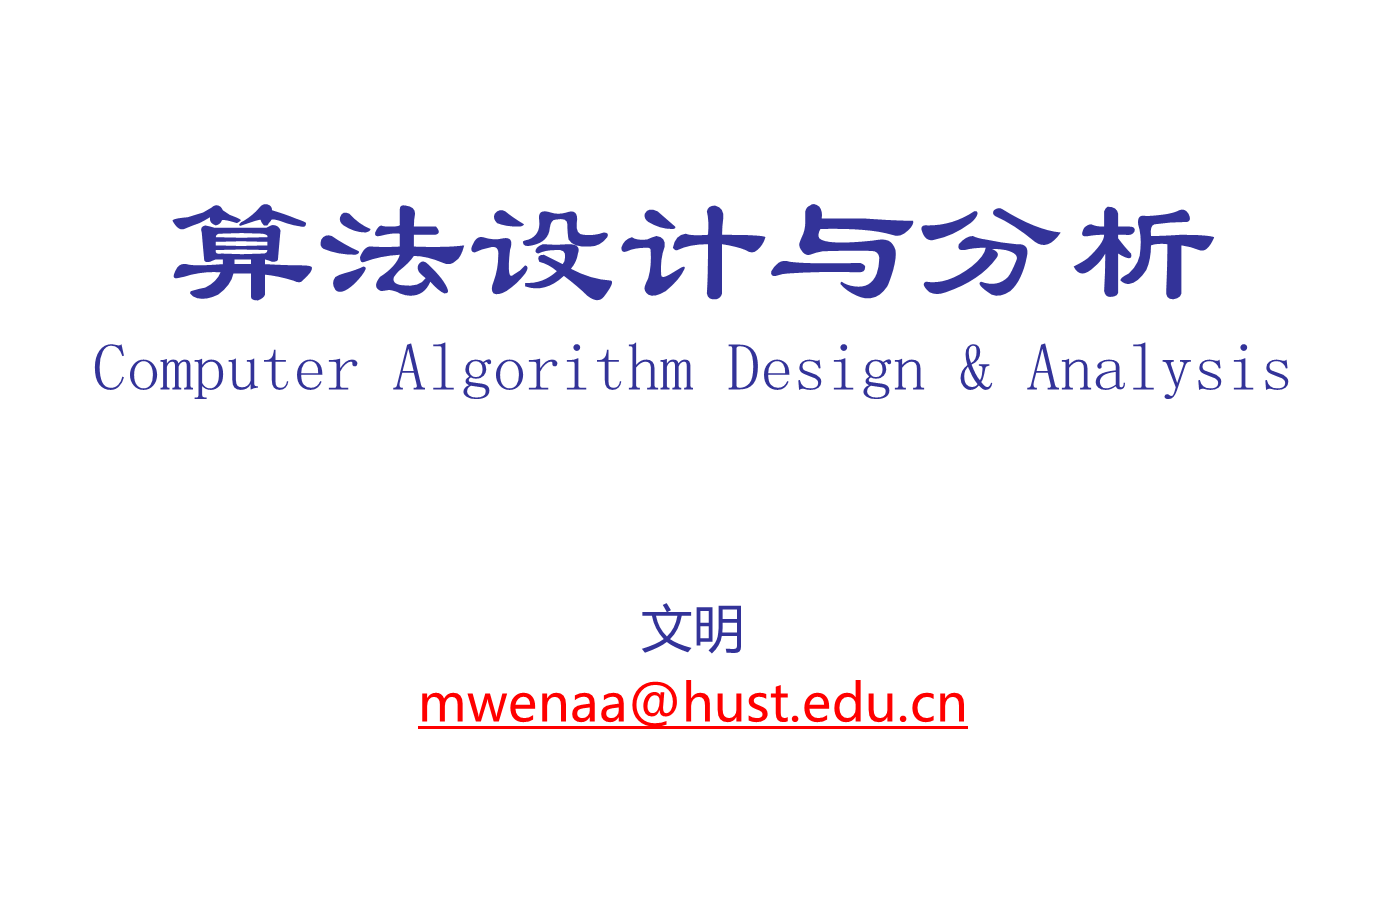 算法设计与分析
Computer Algorithm Design & Analysis
文明
mwenaa@hust.edu.cn